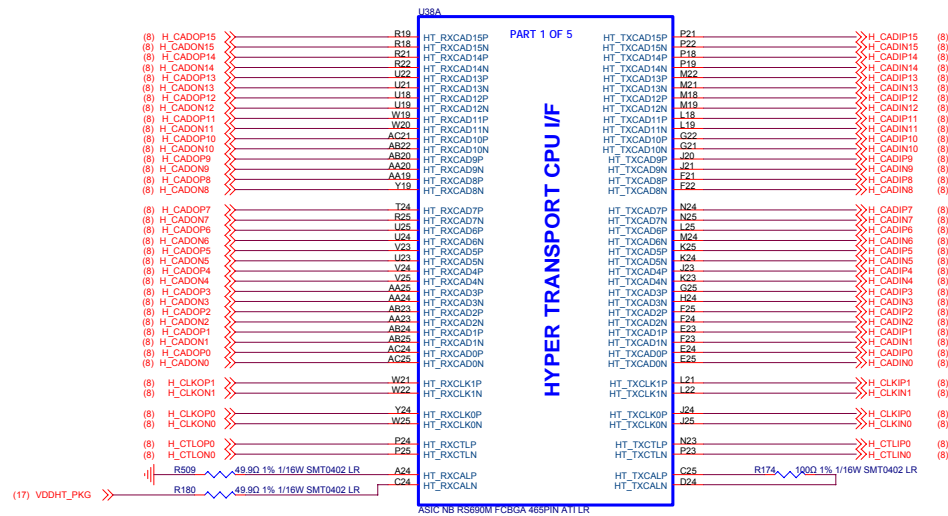 U38A
PART 1 OF 5
HYPER TRANSPORT CPU I/F
(8) H_CADOP15 R19 HT_RXCAD15P HT_TXCAD15P P21 H_CADIP15 (8)
(8) H_CADON15 R18 HT_RXCAD15N HT_TXCAD15N P22 H_CADIN15 (8)
(8) H_CADOP14 R21 HT_RXCAD14P HT_TXCAD14P P18 H_CADIP14 (8)
(8) H_CADON14 R22 HT_RXCAD14N HT_TXCAD14N P19 H_CADIN14 (8)
(8) H_CADOP13 U22 HT_RXCAD13P HT_TXCAD13P M22 H_CADIP13 (8)
(8) H_CADON13 U21 HT_RXCAD13N HT_TXCAD13N M21 H_CADIN13 (8)
(8) H_CADOP12 U18 HT_RXCAD12P HT_TXCAD12P M18 H_CADIP12 (8)
(8) H_CADON12 U19 HT_RXCAD12N HT_TXCAD12N M19 H_CADIN12 (8)
(8) H_CADOP11 W19 HT_RXCAD11P HT_TXCAD11P L18 H_CADIP11 (8)
(8) H_CADON11 W20 HT_RXCAD11N HT_TXCAD11N L19 H_CADIN11 (8)
(8) H_CADOP10 AC21 HT_RXCAD10P HT_TXCAD10P G22 H_CADIP10 (8)
(8) H_CADON10 AB22 HT_RXCAD10N HT_TXCAD10N G21 H_CADIN10 (8)
(8) H_CADOP9 AB20 HT_RXCAD9P HT_TXCAD9P J20 H_CADIP9 (8)
(8) H_CADON9 AA20 HT_RXCAD9N HT_TXCAD9N J21 H_CADIN9 (8)
(8) H_CADOP8 AA19 HT_RXCAD8P HT_TXCAD8P F21 H_CADIP8 (8)
(8) H_CADON8 Y19 HT_RXCAD8N HT_TXCAD8N F22 H_CADIN8 (8)
(8) H_CADOP7 T24 HT_RXCAD7P HT_TXCAD7P N24 H_CADIP7 (8)
(8) H_CADON7 R25 HT_RXCAD7N HT_TXCAD7N N25 H_CADIN7 (8)
(8) H_CADOP6 U25 HT_RXCAD6P HT_TXCAD6P L25 H_CADIP6 (8)
(8) H_CADON6 U24 HT_RXCAD6N HT_TXCAD6N M24 H_CADIN6 (8)
(8) H_CADOP5 V23 HT_RXCAD5P HT_TXCAD5P K25 H_CADIP5 (8)
(8) H_CADON5 U23 HT_RXCAD5N HT_TXCAD5N K24 H_CADIN5 (8)
(8) H_CADOP4 V24 HT_RXCAD4P HT_TXCAD4P J23 H_CADIP4 (8)
(8) H_CADON4 V25 HT_RXCAD4N HT_TXCAD4N K23 H_CADIN4 (8)
(8) H_CADOP3 AA25 HT_RXCAD3P HT_TXCAD3P G25 H_CADIP3 (8)
(8) H_CADON3 AA24 HT_RXCAD3N HT_TXCAD3N H24 H_CADIN3 (8)
(8) H_CADOP2 AB23 HT_RXCAD2P HT_TXCAD2P F25 H_CADIP2 (8)
(8) H_CADON2 AA23 HT_RXCAD2N HT_TXCAD2N F24 H_CADIN2 (8)
(8) H_CADOP1 AB24 HT_RXCAD1P HT_TXCAD1P F23 H_CADIP1 (8)
(8) H_CADON1 AB25 HT_RXCAD1N HT_TXCAD1N F23 H_CADIN1 (8)
(8) H_CADOP0 AC24 HT_RXCAD0P HT_TXCAD0P E24 H_CADIP0 (8)
(8) H_CADON0 AC25 HT_RXCAD0N HT_TXCAD0N E25 H_CADIN0 (8)
(8) H_CLKOP1 W21 HT_RXCLK1P HT_TXCLK1P L21 H_CLKIP1 (8)
(8) H_CLKON1 W22 HT_RXCLK1N HT_TXCLK1N L22 H_CLKIN1 (8)
(8) H_CLKOP0 Y24 HT_RXCLK0P HT_TXCLK0P J24 H_CLKIP0 (8)
(8) H_CLKON0 W25 HT_RXCLK0N HT_TXCLK0N J25 H_CLKIN0 (8)
(8) H_CTLOP0 P24 HT_RXCTLP HT_TXCTLP N23 H_CTLIP0 (8)
(8) H_CTLON0 P25 HT_RXCTLN HT_TXCTLN P23 H_CTLIN0 (8)
R509 49.9Ω 1% 1/16W SMT0402 LR A24 HT_RXCALP HT_TXCALP C25 R174 100Ω 1% 1/16W SMT0402 LR
(17) VDDHT_PKG R180 49.9Ω 1% 1/16W SMT0402 LR C24 HT_RXCALN HT_TXCALN D24
ASIC NB RS690M FCBGA 465PIN ATI LR